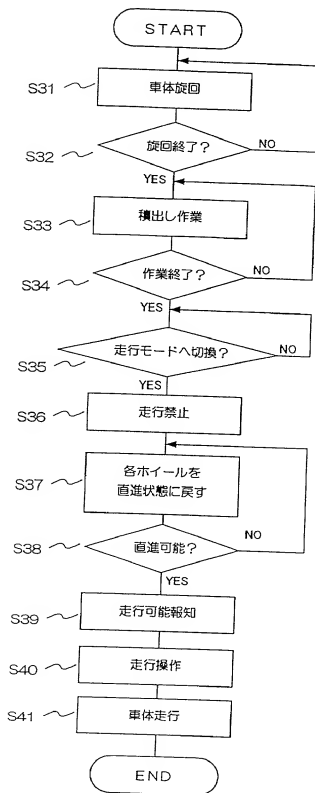 START
S31
車体旋回
S32
旋回終了?
NO
YES
S33
積出し作業
S34
作業終了?
NO
YES
S35
走行モードへ切換?
NO
YES
S36
走行禁止
S37
各ホイールを
直進状態に戻す
S38
直進可能?
NO
YES
S39
走行可能報知
S40
走行操作
S41
車体走行
END